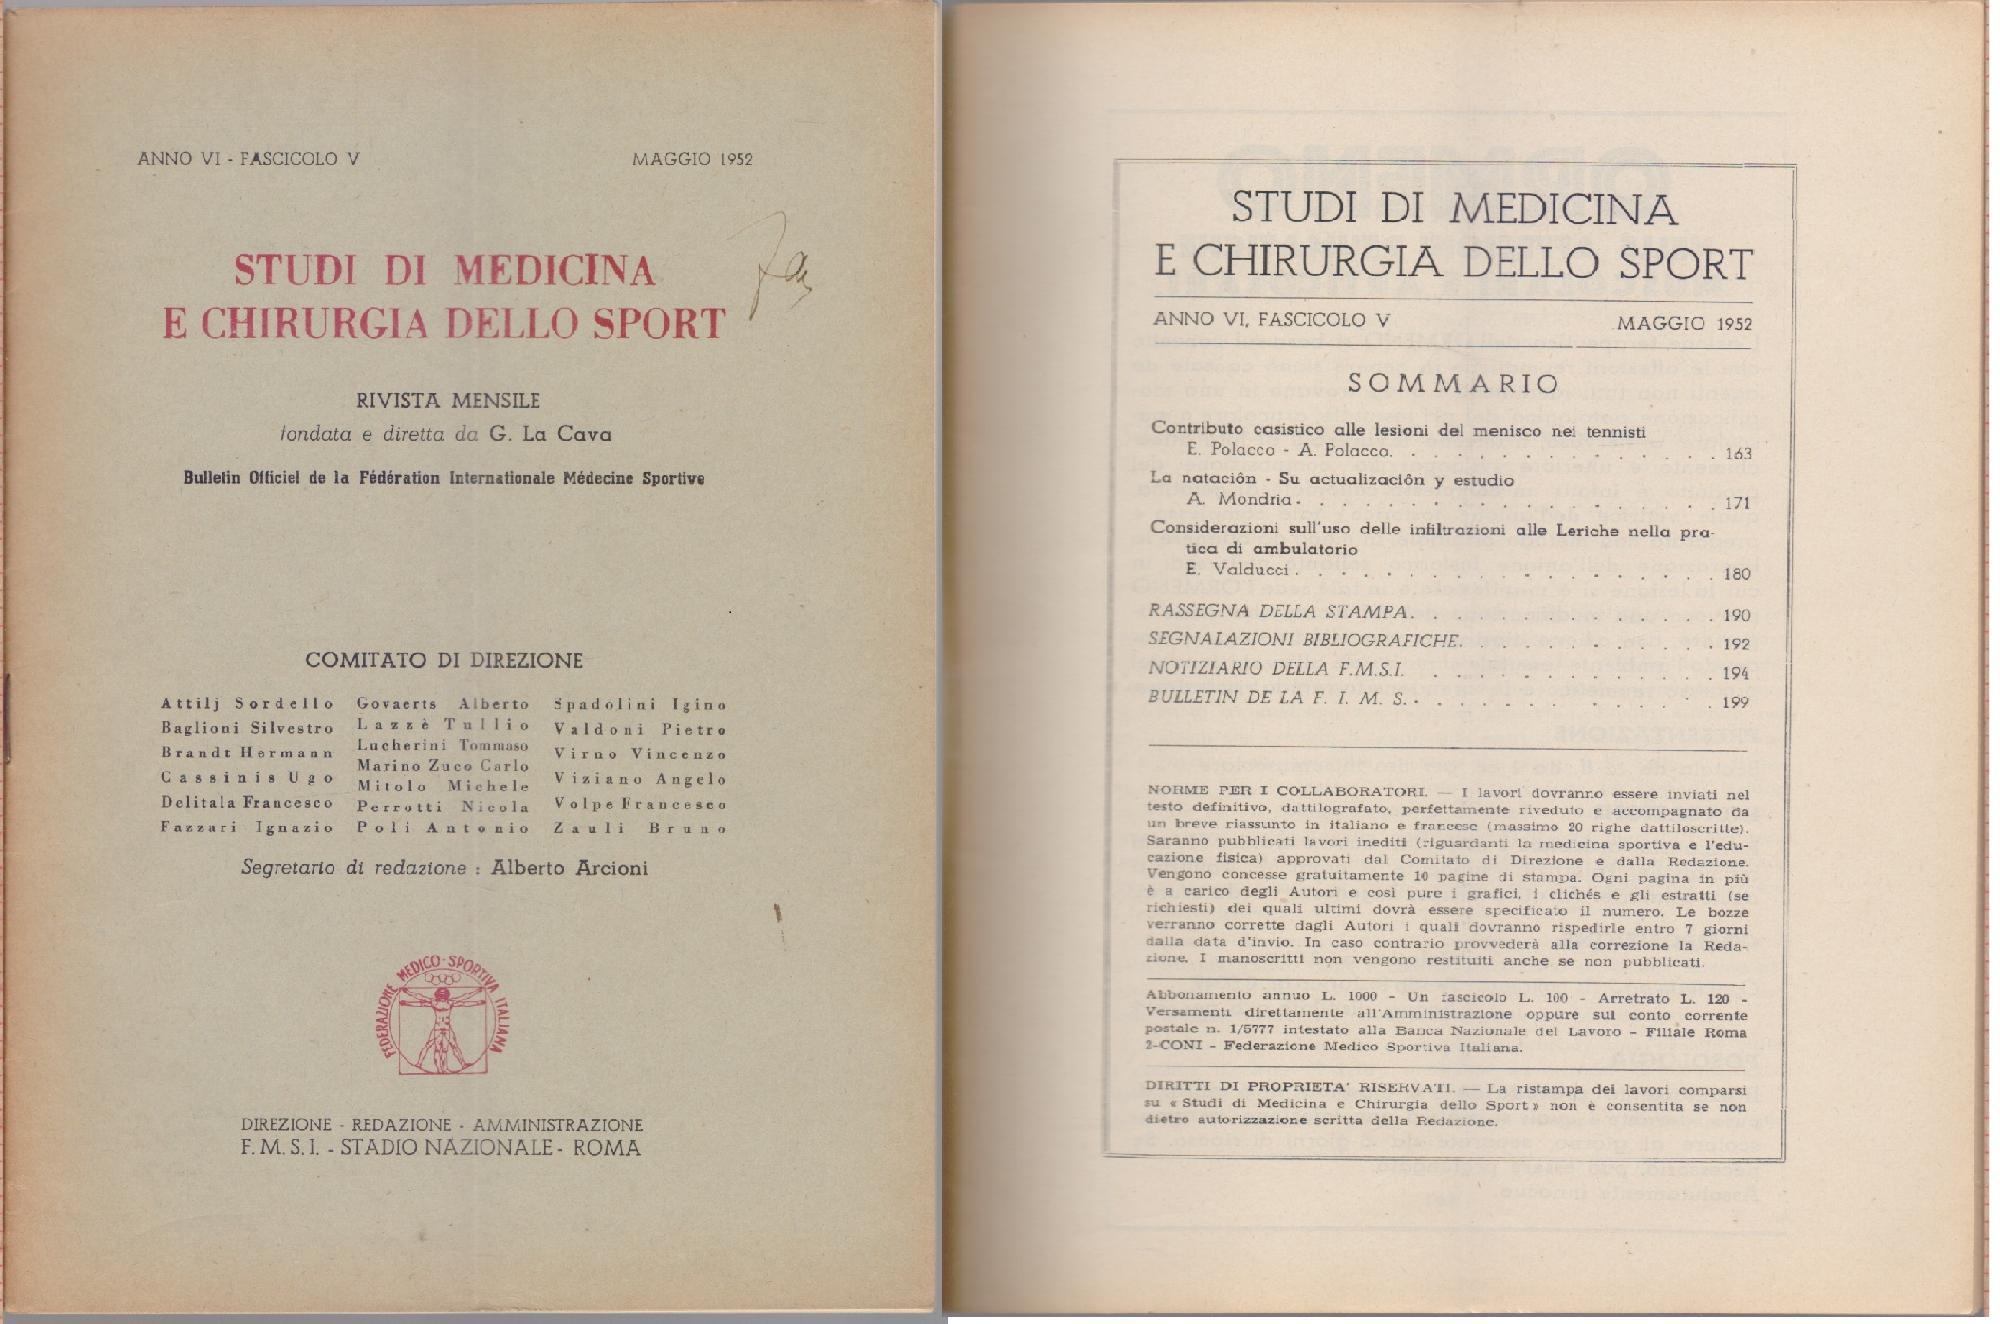 ANNO VI - FASCICOLO V
MAGGIO 1952
STUDI DI MEDICINA
E CHIRURGIA DELLO SPORT
RIVISTA MENSILE
fondata e diretta da G. La Cava
Bulletin Officiel de la Fédération Internationale Médecine Sportive
COMITATO DI DIREZIONE
Attilj Sordello
Baglioni Silvestro
Brandt Hermann
Cassinis Ugo
Delitala Francesco
Fazzari Ignazio
Govaerts Alberto
Lazzè Tullio
Lucherini Tommaso
Marino Zuco Carlo
Mitolo Michele
Perrotti Nicola
Poli Antonio
Spadolini Igino
Valdoni Pietro
Virno Vincenzo
Viziano Angelo
Volpe Francesco
Zauli Bruno
Segretario di redazione : Alberto Arcioni
FEDERAZIONE MEDICO-SPORTIVA ITALIANA
DIREZIONE - REDAZIONE - AMMINISTRAZIONE
F. M. S. I. - STADIO NAZIONALE - ROMA
STUDI DI MEDICINA
E CHIRURGIA DELLO SPORT
ANNO VI, FASCICOLO V
MAGGIO 1952
SOMMARIO
Contributo casistico alle lesioni del menisco nei tennisti
E. Polacco - A. Polacco. . . . . . . . . . . . . . 163
La nataciôn - Su actualizaciôn y estudio
A. Mondria. . . . . . . . . . . . . . . . . . 171
Considerazioni sull'uso delle infiltrazioni alle Leriche nella pra-
tica di ambulatorio
E. Valducci. . . . . . . . . . . . . . . . . . 180
RASSEGNA DELLA STAMPA. . . . . . . . . . . . . . 190
SEGNALAZIONI BIBLIOGRAFICHE. . . . . . . . . . . . 192
NOTIZIARIO DELLA F.M.S.I. . . . . . . . . . . . . . 194
BULLETIN DE LA F. I. M. S. . . . . . . . . . . . . . 199
NORME PER I COLLABORATORI. — I lavori dovranno essere inviati nel
testo definitivo, dattilografato, perfettamente riveduto e accompagnato da
un breve riassunto in italiano e francese (massimo 20 righe dattiloscritte).
Saranno pubblicati lavori inediti (riguardanti la medicina sportiva e l'edu-
cazione fisica) approvati dal Comitato di Direzione e dalla Redazione.
Vengono concesse gratuitamente 10 pagine di stampa. Ogni pagina in più
è a carico degli Autori e così pure i grafici, i clichés e gli estratti (se
richiesti) dei quali ultimi dovrà essere specificato il numero. Le bozze
verranno corrette dagli Autori i quali dovranno rispedirle entro 7 giorni
dalla data d'invio. In caso contrario provvederà alla correzione la Reda-
zione. I manoscritti non vengono restituiti anche se non pubblicati.
Abbonamento annuo L. 1000 - Un fascicolo L. 100 - Arretrato L. 120 -
Versamenti direttamente all'Amministrazione oppure sul conto corrente
postale n. 1/5777 intestato alla Banca Nazionale del Lavoro - Filiale Roma
2-CONI - Federazione Medico Sportiva Italiana.
DIRITTI DI PROPRIETA' RISERVATI. — La ristampa dei lavori comparsi
su « Studi di Medicina e Chirurgia dello Sport » non è consentita se non
dietro autorizzazione scritta della Redazione.